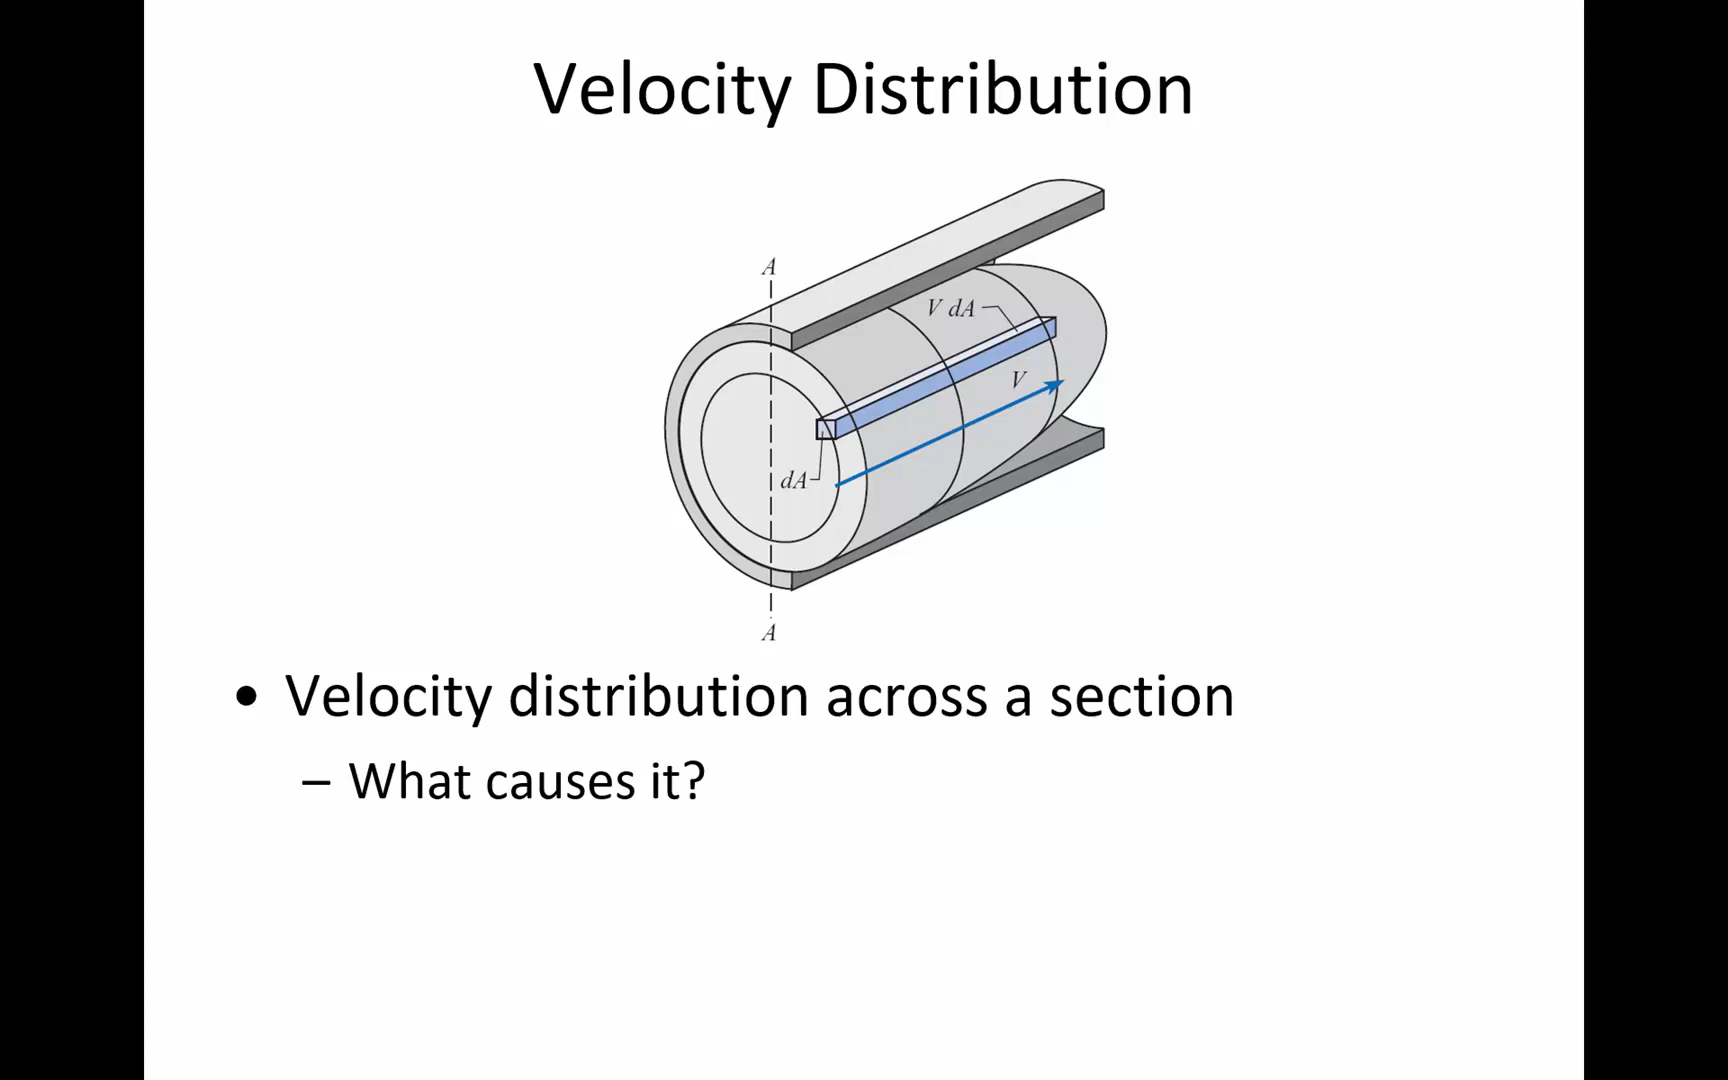 Velocity Distribution
A
V dA
V
dA
A
• Velocity distribution across a section
– What causes it?